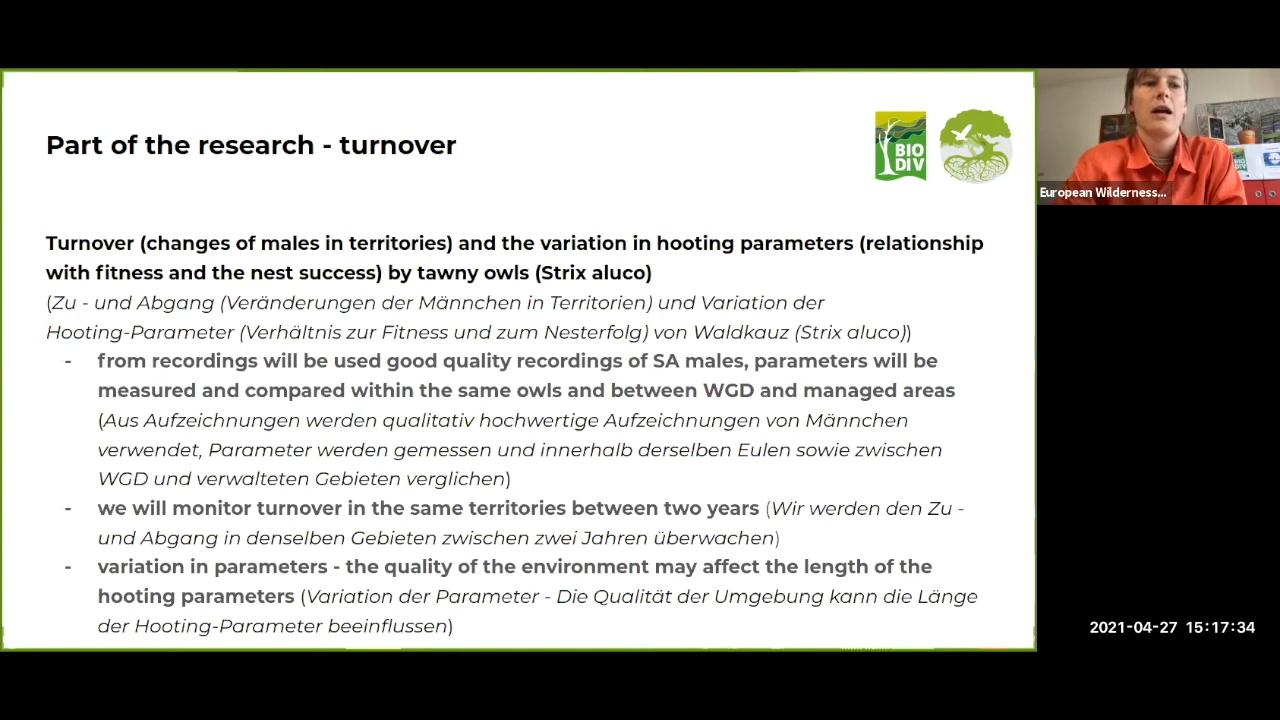 Part of the research - turnover
BIO
DIV
European Wilderness...
Turnover (changes of males in territories) and the variation in hooting parameters (relationship
with fitness and the nest success) by tawny owls (Strix aluco)
(Zu - und Abgang (Veränderungen der Männchen in Territorien) und Variation der
Hooting-Parameter (Verhältnis zur Fitness und zum Nesterfolg) von Waldkauz (Strix aluco))
- from recordings will be used good quality recordings of SA males, parameters will be
measured and compared within the same owls and between WGD and managed areas
(Aus Aufzeichnungen werden qualitativ hochwertige Aufzeichnungen von Männchen
verwendet, Parameter werden gemessen und innerhalb derselben Eulen sowie zwischen
WGD und verwalteten Gebieten verglichen)
- we will monitor turnover in the same territories between two years (Wir werden den Zu -
und Abgang in denselben Gebieten zwischen zwei Jahren überwachen)
- variation in parameters - the quality of the environment may affect the length of the
hooting parameters (Variation der Parameter - Die Qualität der Umgebung kann die Länge
der Hooting-Parameter beeinflussen)
2021-04-27 15:17:34